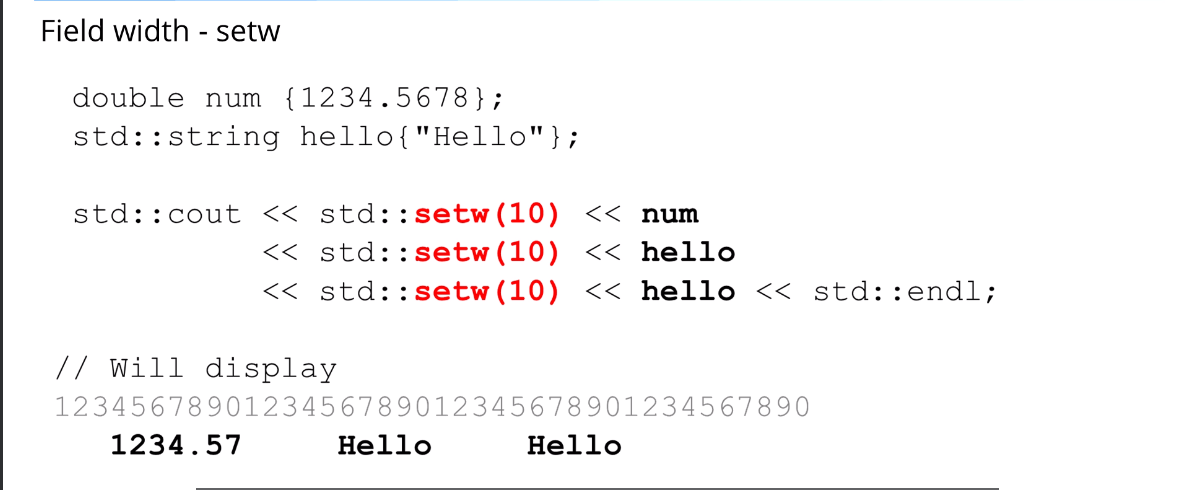 Field width - setw
double num {1234.5678};
std::string hello{"Hello"};
std::cout << std::setw(10) << num
<< std::setw(10) << hello
<< std::setw(10) << hello << std::endl;
// Will display
1234567890123456789012345678901234567890
1234.57     Hello     Hello